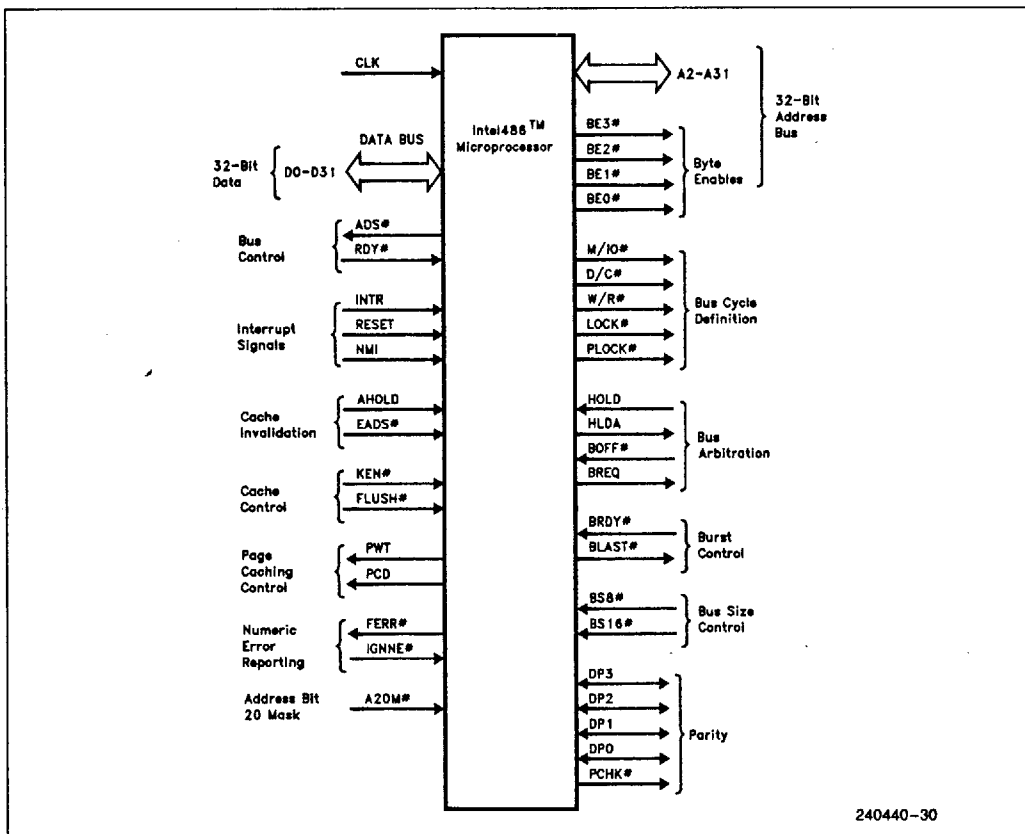 CLK
A2-A31
32-Bit
Address
Bus
Intel486™
Microprocessor
DATA BUS
32-Bit
Data
D0-D31
BE3#
BE2#
BE1#
BE0#
Byte
Enables
Bus
Control
ADS#
RDY#
M/IO#
D/C#
W/R#
LOCK#
PLOCK#
Bus Cycle
Definition
Interrupt
Signals
INTR
RESET
NMI
Cache
Invalidation
AHOLD
EADS#
HOLD
HLDA
BOFF#
BREQ
Bus
Arbitration
Cache
Control
KEN#
FLUSH#
BRDY#
BLAST#
Burst
Control
Page
Caching
Control
PWT
PCD
BS8#
BS16#
Bus Size
Control
Numeric
Error
Reporting
FERR#
IGNNE#
Address Bit
20 Mask
A20M#
DP3
DP2
DP1
DP0
PCHK#
Parity
240440-30